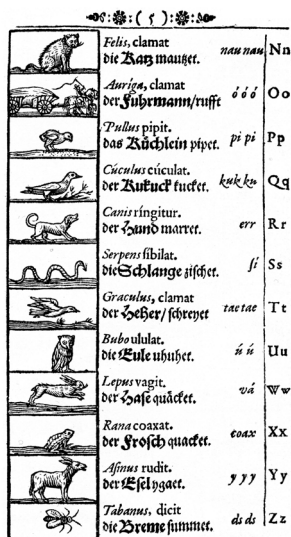 ( 5 )
Felis, clamat
die Katz mautzet. nau nau Nn
Auriga, clamat
der Fuhrmann/rufft ó ó ó Oo
Pullus pipit.
das Küchlein pipet. pi pi Pp
Cúculus cúculat.
der Kukuck kucket. kuk ku Qq
Canis ríngitur.
der Hund marret. err Rr
Serpens síbilat.
die Schlange zischet. si Ss
Graculus, clamat
der Heher/ schreyet tae tae Tt
Bubo ululat.
die Eule uhuhet. ú ú Uu
Lepus vagit.
der Hase quäcket. vá Ww
Rana coaxat.
der Frosch quacket. coax Xx
Asinus rudit.
der Esel ygaet. y y y Yy
Tabanus, dicit
die Breme summet. ds ds Zz